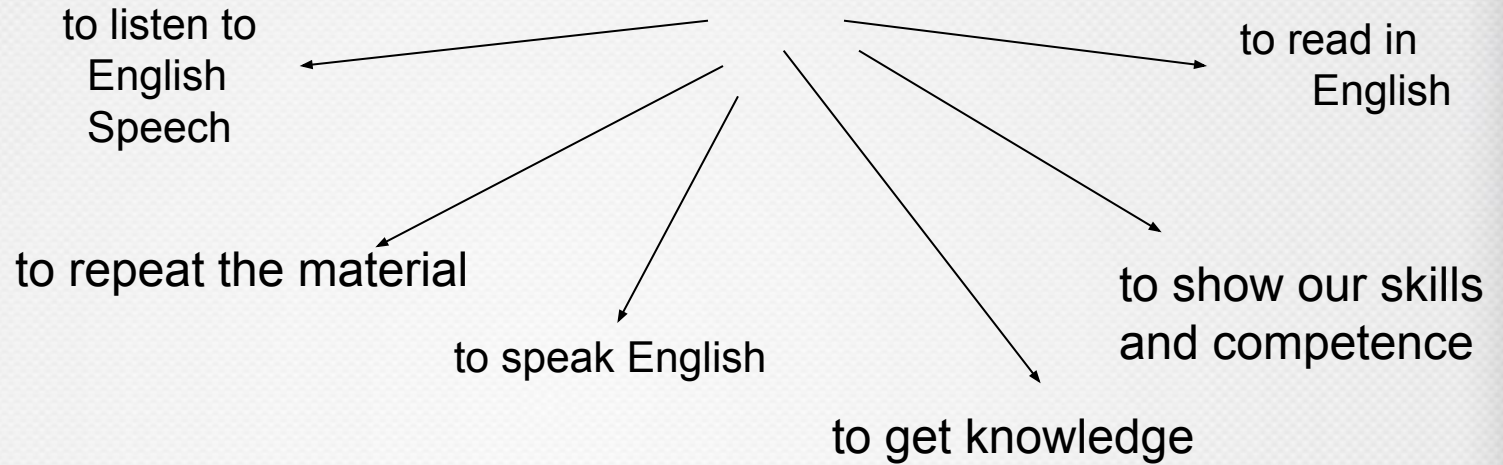 to listen to
English
Speech
to read in
English
to repeat the material
to show our skills
and competence
to speak English
to get knowledge